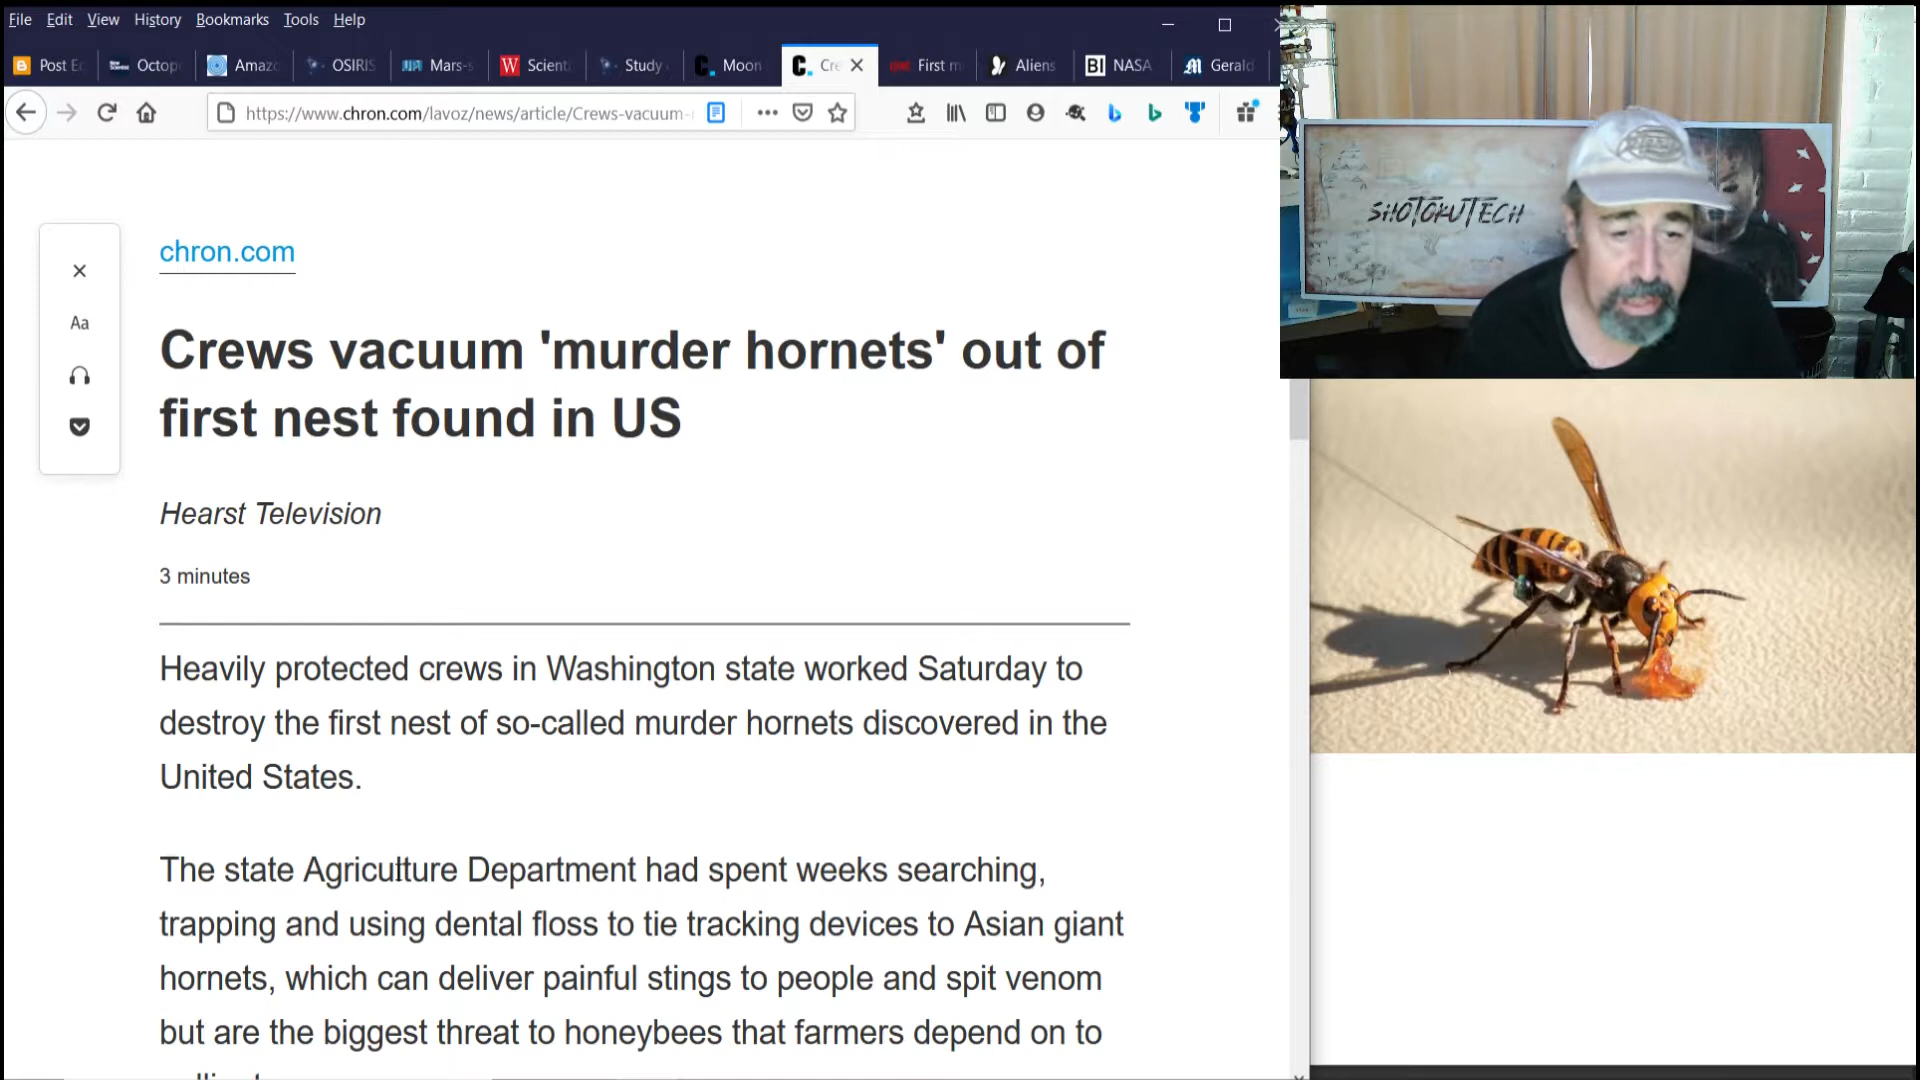 File Edit View History Bookmarks Tools Help
Post Ec Octop Amaz OSIRIS Mars-s Scient Study Moon Cre First m Aliens BI NASA Gerald
https://www.chron.com/lavoz/news/article/Crews-vacuum-
SHOTOKUTECH
chron.com
Aa
Crews vacuum 'murder hornets' out of
first nest found in US
Hearst Television
3 minutes
Heavily protected crews in Washington state worked Saturday to
destroy the first nest of so-called murder hornets discovered in the
United States.
The state Agriculture Department had spent weeks searching,
trapping and using dental floss to tie tracking devices to Asian giant
hornets, which can deliver painful stings to people and spit venom
but are the biggest threat to honeybees that farmers depend on to